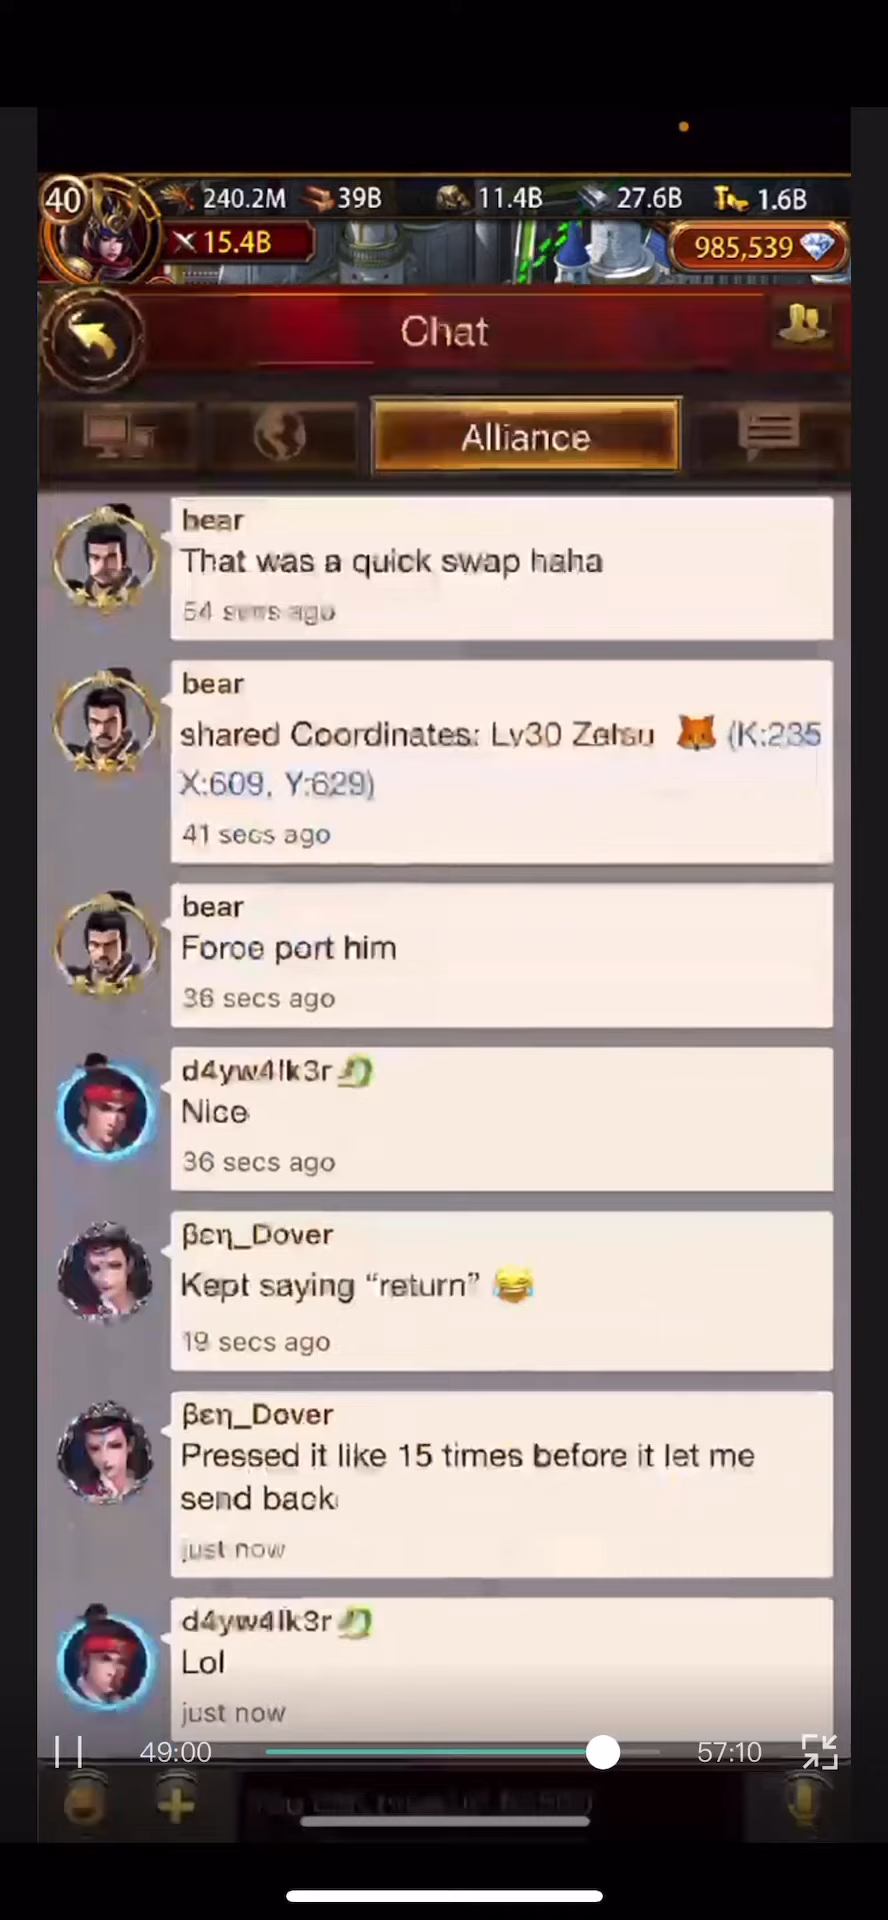 40 240.2M 39B 11.4B 27.6B 1.6B
15.4B 985,539
Chat
Alliance
bear
That was a quick swap haha
54 ago
bear
shared Coordinates: Lv30 🦊 (K:235
X:609, Y:629)
41 secs ago
bear
Force port him
36 secs ago
d4yw4lk3r
Nice
36 secs ago
βεη_Dover
Kept saying “return” 😂
19 secs ago
βεη_Dover
Pressed it like 15 times before it let me
send back
just now
d4yw4lk3r
Lol
just now
49:00 57:10